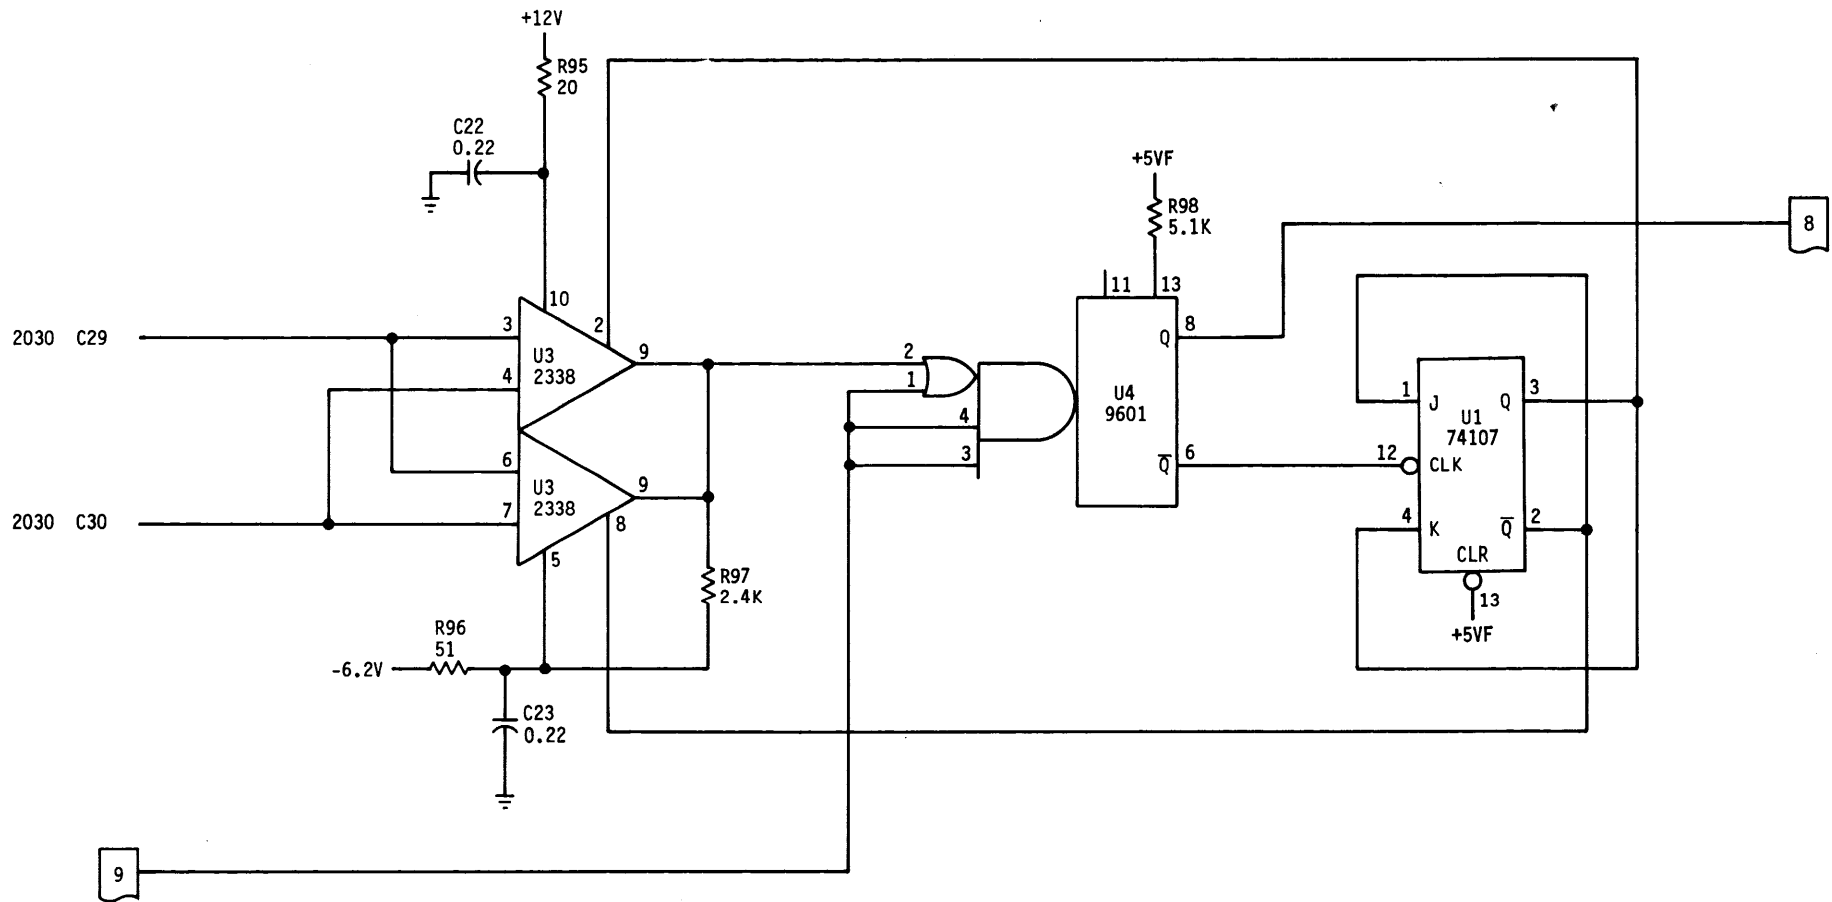 +12V
R95
20
C22
0.22
+5VF
R98
5.1K
8
10
11
13
2030 C29
3
2
U3
2338
9
4
2
1
Q
8
U4
9601
6
U3
2338
9
4
3
Q̅
6
1
J
Q
3
U1
74107
12
CLK
2030 C30
7
8
5
4
K
Q̅
2
CLR
13
+5VF
R97
2.4K
R96
51
-6.2V
C23
0.22
9